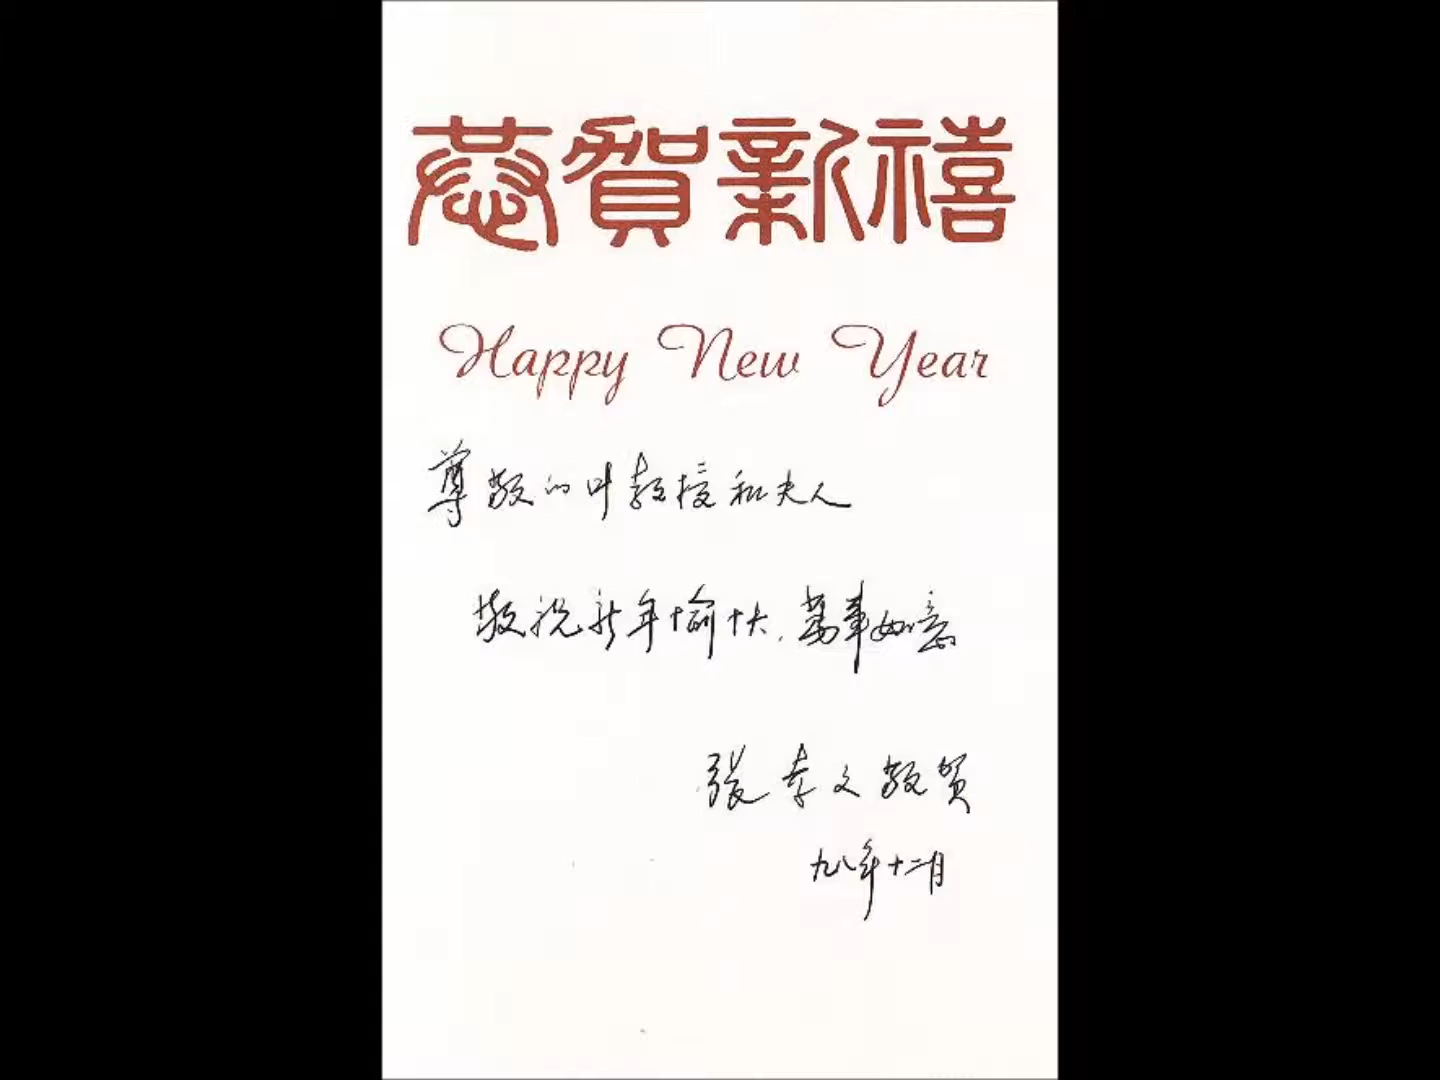 恭賀新禧
Happy New Year
尊敬的叶教授和夫人
敬祝新年愉快，萬事如意
張孝文敬贺
九八年十二月